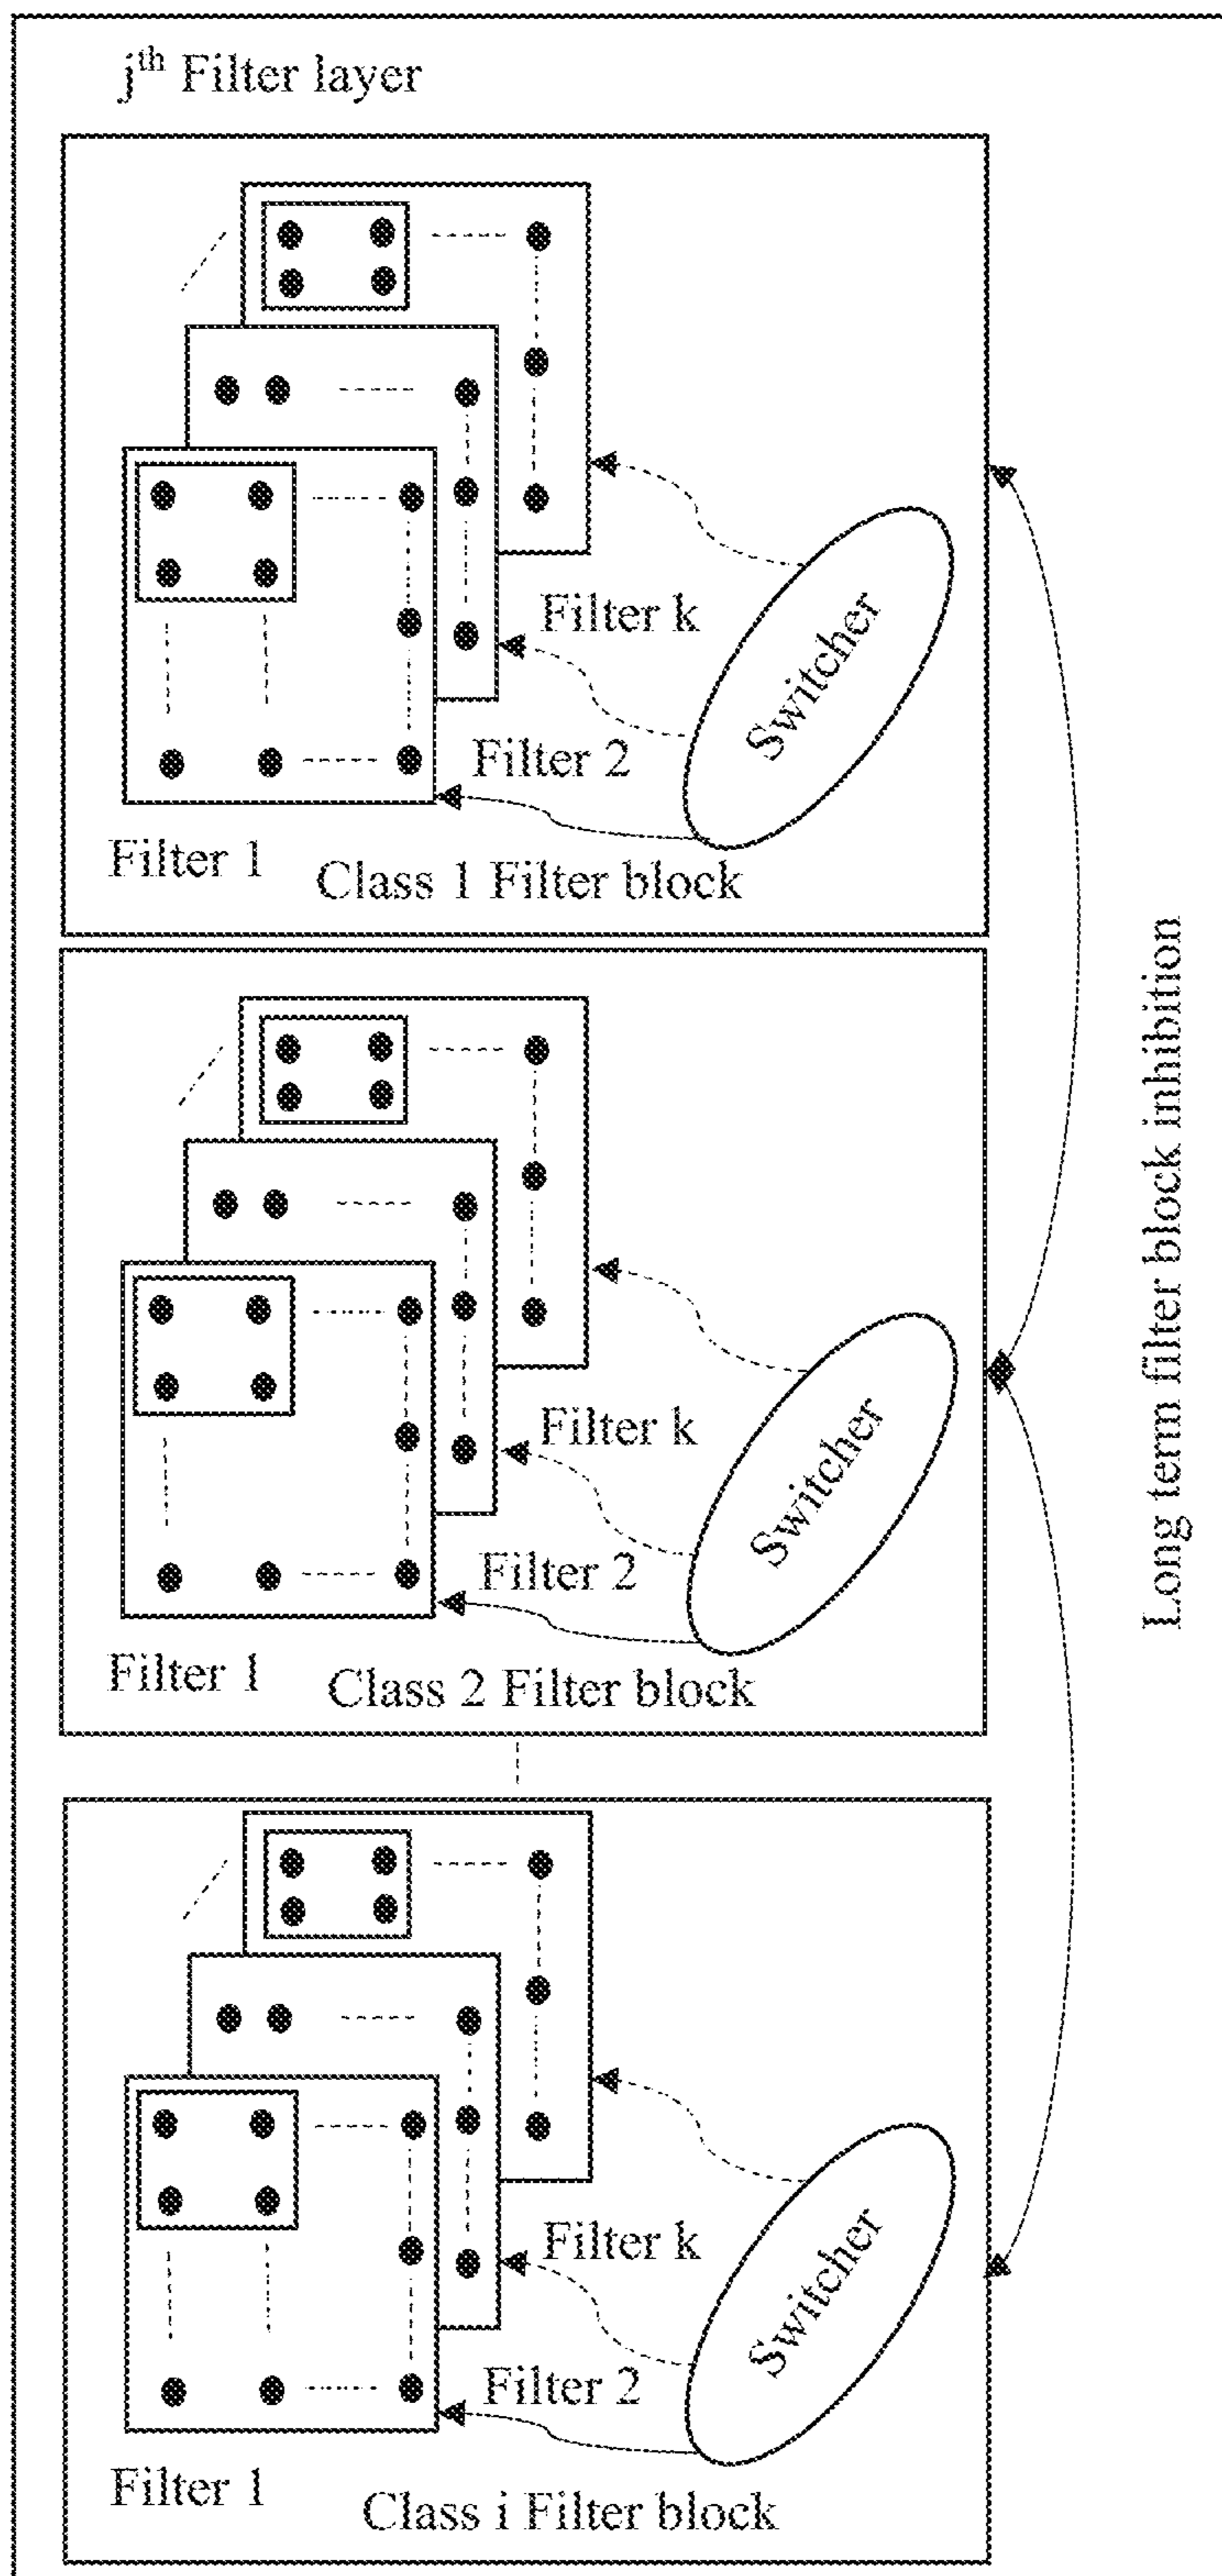 jth Filter layer
Filter k
Switcher
Filter 2
Filter 1
Class 1 Filter block
Filter k
Switcher
Filter 2
Filter 1
Class 2 Filter block
Filter k
Switcher
Filter 2
Filter 1
Class i Filter block
Long term filter block inhibition